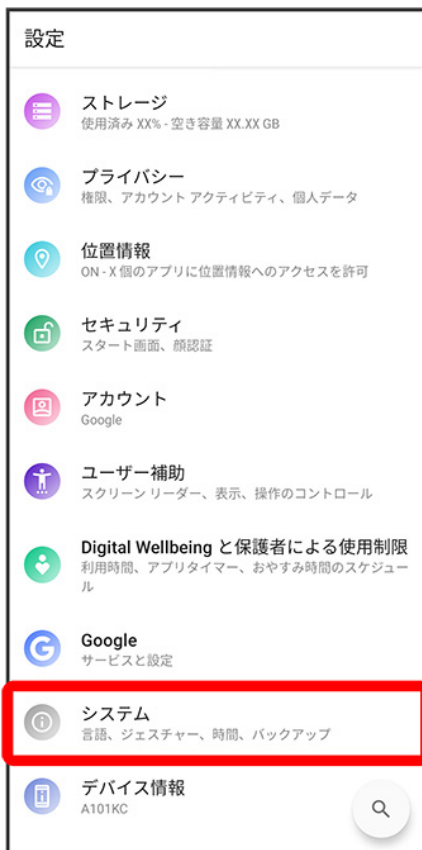 設定
ストレージ
使用済み XX% - 空き容量 XX.XX GB
プライバシー
権限、アカウント アクティビティ、個人データ
位置情報
ON - X 個のアプリに位置情報へのアクセスを許可
セキュリティ
スタート画面、顔認証
アカウント
Google
ユーザー補助
スクリーン リーダー、表示、操作のコントロール
Digital Wellbeing と保護者による使用制限
利用時間、アプリタイマー、おやすみ時間のスケジュー
ル
Google
サービスと設定
システム
言語、ジェスチャー、時間、バックアップ
デバイス情報
A101KC